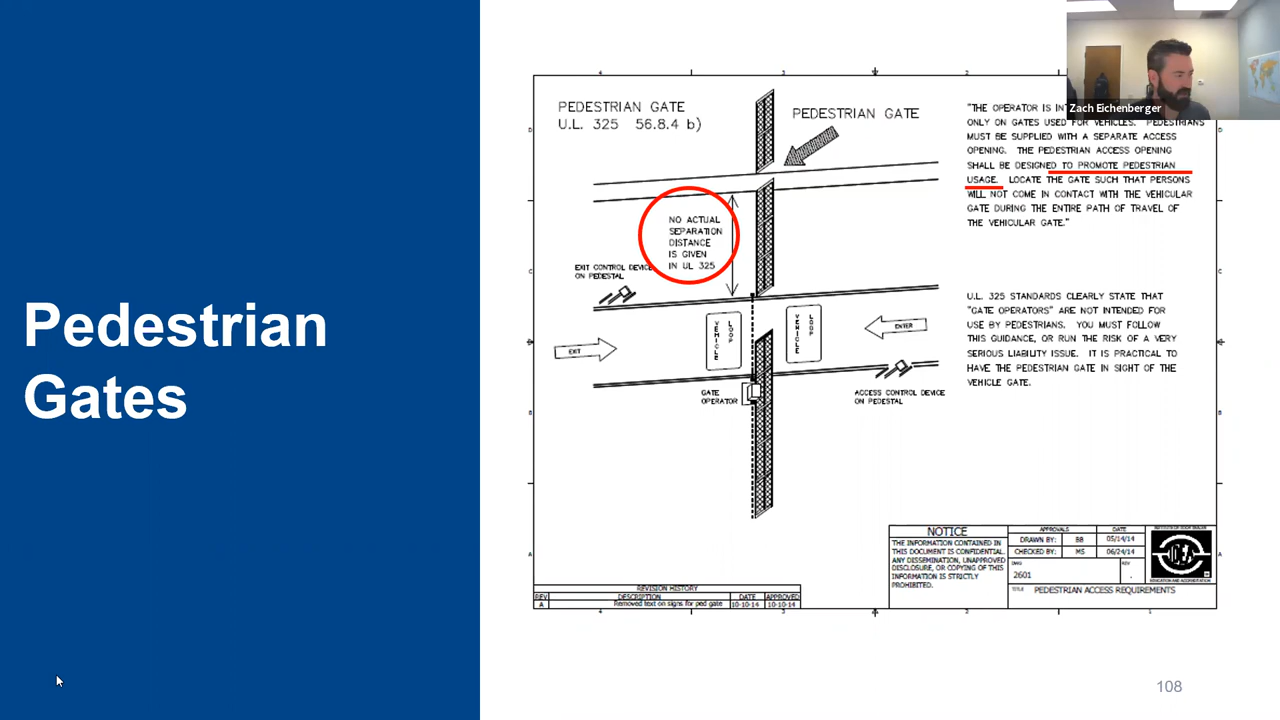 Pedestrian
Gates
PEDESTRIAN GATE
U.L. 325 56.8.4 b)
PEDESTRIAN GATE
NO ACTUAL
SEPARATION
DISTANCE
IS GIVEN
IN UL 325
EXIT CONTROL DEVICE
ON PEDESTAL
VEHICLE
LOOP
VEHICLE
LOOP
ENTER
EXIT
GATE
OPERATOR
ACCESS CONTROL DEVICE
ON PEDESTAL
Zach Eichenberger
"THE OPERATOR IS
ONLY ON GATES USED FOR VEHICLES. PEDESTRIANS
MUST BE SUPPLIED WITH A SEPARATE ACCESS
OPENING. THE PEDESTRIAN ACCESS OPENING
SHALL BE DESIGNED TO PROMOTE PEDESTRIAN
USAGE. LOCATE THE GATE SUCH THAT PERSONS
WILL NOT COME IN CONTACT WITH THE VEHICULAR
GATE DURING THE ENTIRE PATH OF TRAVEL OF
THE VEHICULAR GATE."
U.L. 325 STANDARDS CLEARLY STATE THAT
"GATE OPERATORS" ARE NOT INTENDED FOR
USE BY PEDESTRIANS. YOU MUST FOLLOW
THIS GUIDANCE, OR RUN THE RISK OF A VERY
SERIOUS LIABILITY ISSUE. IT IS PRACTICAL TO
HAVE THE PEDESTRIAN GATE IN SIGHT OF THE
VEHICLE GATE.
NOTICE
THE INFORMATION CONTAINED IN
THIS DOCUMENT IS CONFIDENTIAL.
ANY DISSEMINATION, UNAPPROVED
DISCLOSURE, OR COPYING OF THIS
INFORMATION IS STRICTLY
PROHIBITED.
APPROVALS DATE
DRAWN BY: BB 05/14/14
CHECKED BY: MS 06/24/14
DWG REV
2601 .
TITLE PEDESTRIAN ACCESS REQUIREMENTS
IDEA
REVISION HISTORY
REV DESCRIPTION DATE APPROVED
A Removed text on signs for ped gate 10-10-14 10-10-14
108